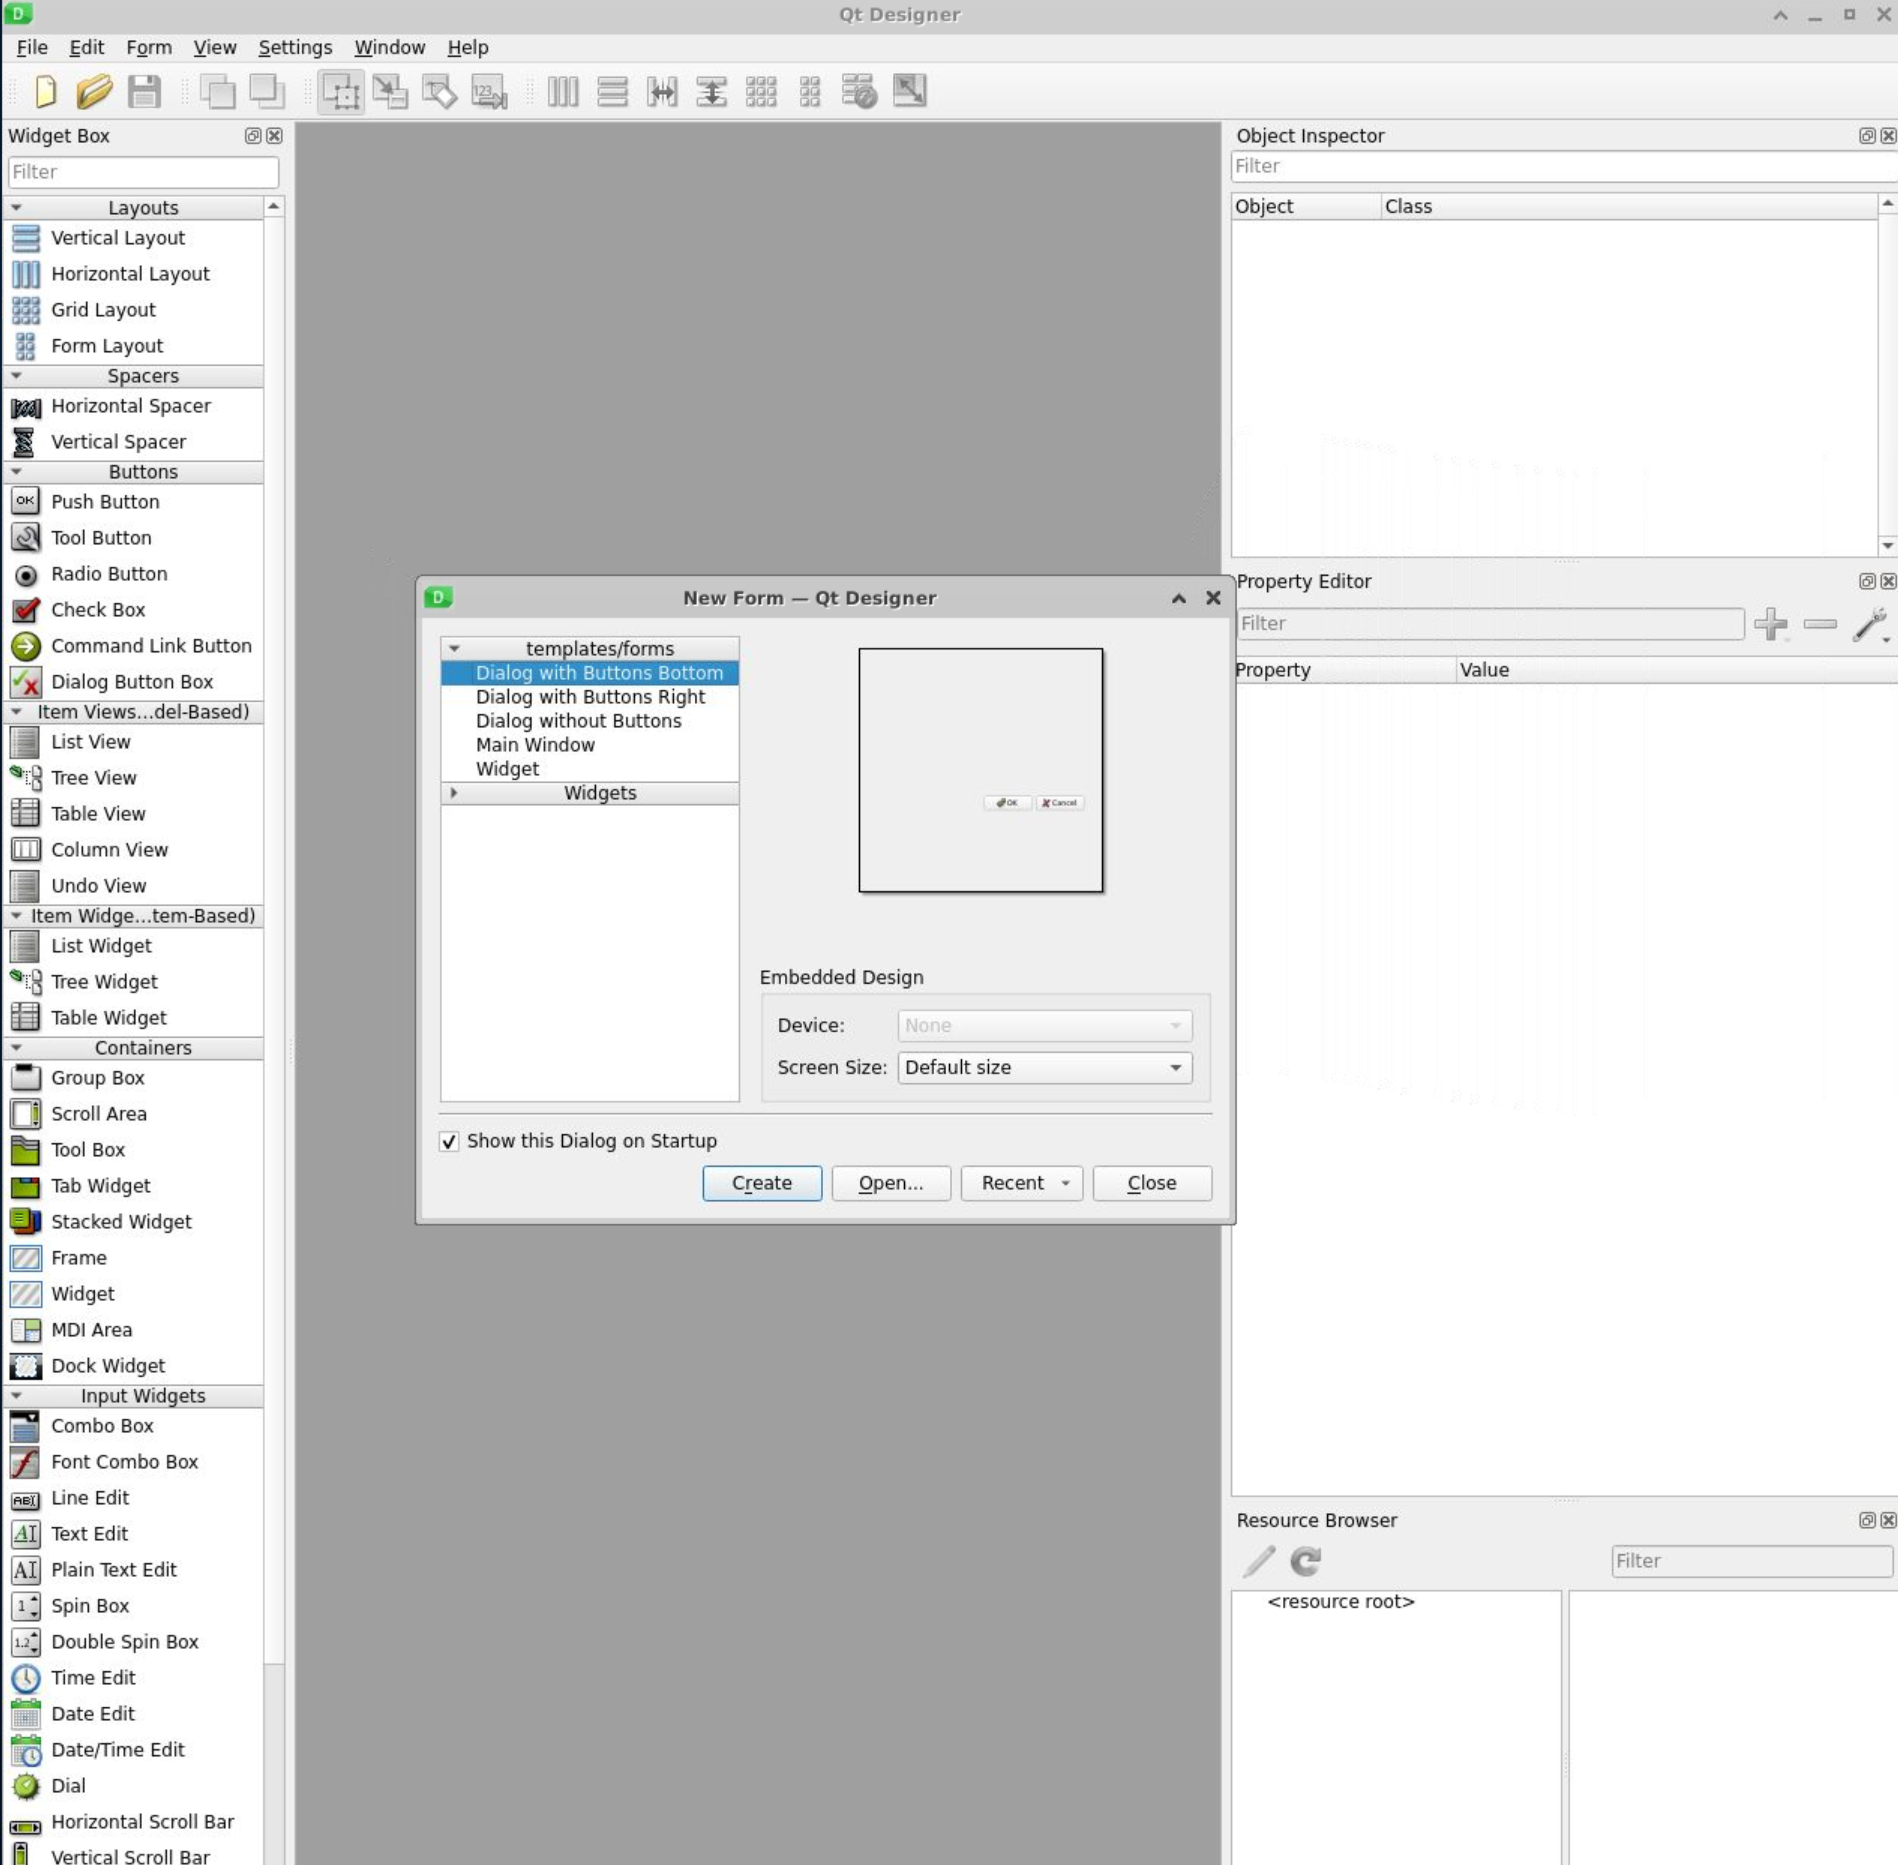 Qt Designer
File Edit Form View Settings Window Help
Widget Box
Filter
Layouts
Vertical Layout
Horizontal Layout
Grid Layout
Form Layout
Spacers
Horizontal Spacer
Vertical Spacer
Buttons
OK Push Button
Tool Button
Radio Button
Check Box
Command Link Button
Dialog Button Box
Item Views...del-Based)
List View
Tree View
Table View
Column View
Undo View
Item Widge...tem-Based)
List Widget
Tree Widget
Table Widget
Containers
Group Box
Scroll Area
Tool Box
Tab Widget
Stacked Widget
Frame
Widget
MDI Area
Dock Widget
Input Widgets
Combo Box
Font Combo Box
Line Edit
Text Edit
Plain Text Edit
Spin Box
Double Spin Box
Time Edit
Date Edit
Date/Time Edit
Dial
Horizontal Scroll Bar
Vertical Scroll Bar
New Form — Qt Designer
templates/forms
Dialog with Buttons Bottom
Dialog with Buttons Right
Dialog without Buttons
Main Window
Widget
Widgets
OK Cancel
Embedded Design
Device: None
Screen Size: Default size
Show this Dialog on Startup
Create Open... Recent Close
Object Inspector
Filter
Object Class
Property Editor
Filter
Property Value
Resource Browser
Filter
<resource root>